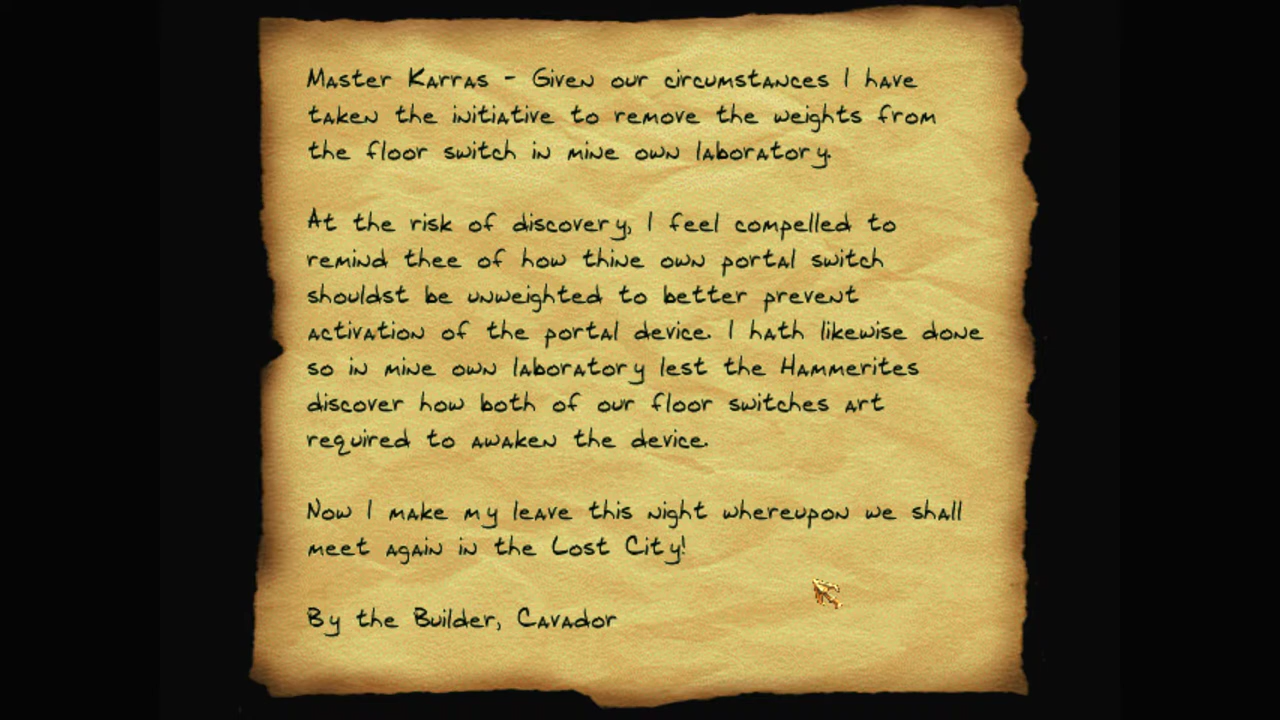 Master Karras - Given our circumstances I have
taken the initiative to remove the weights from
the floor switch in mine own laboratory.
At the risk of discovery, I feel compelled to
remind thee of how thine own portal switch
shouldst be unweighted to better prevent
activation of the portal device. I hath likewise done
so in mine own laboratory lest the Hammerites
discover how both of our floor switches art
required to awaken the device.
Now I make my leave this night whereupon we shall
meet again in the Lost City!
By the Builder, Cavador